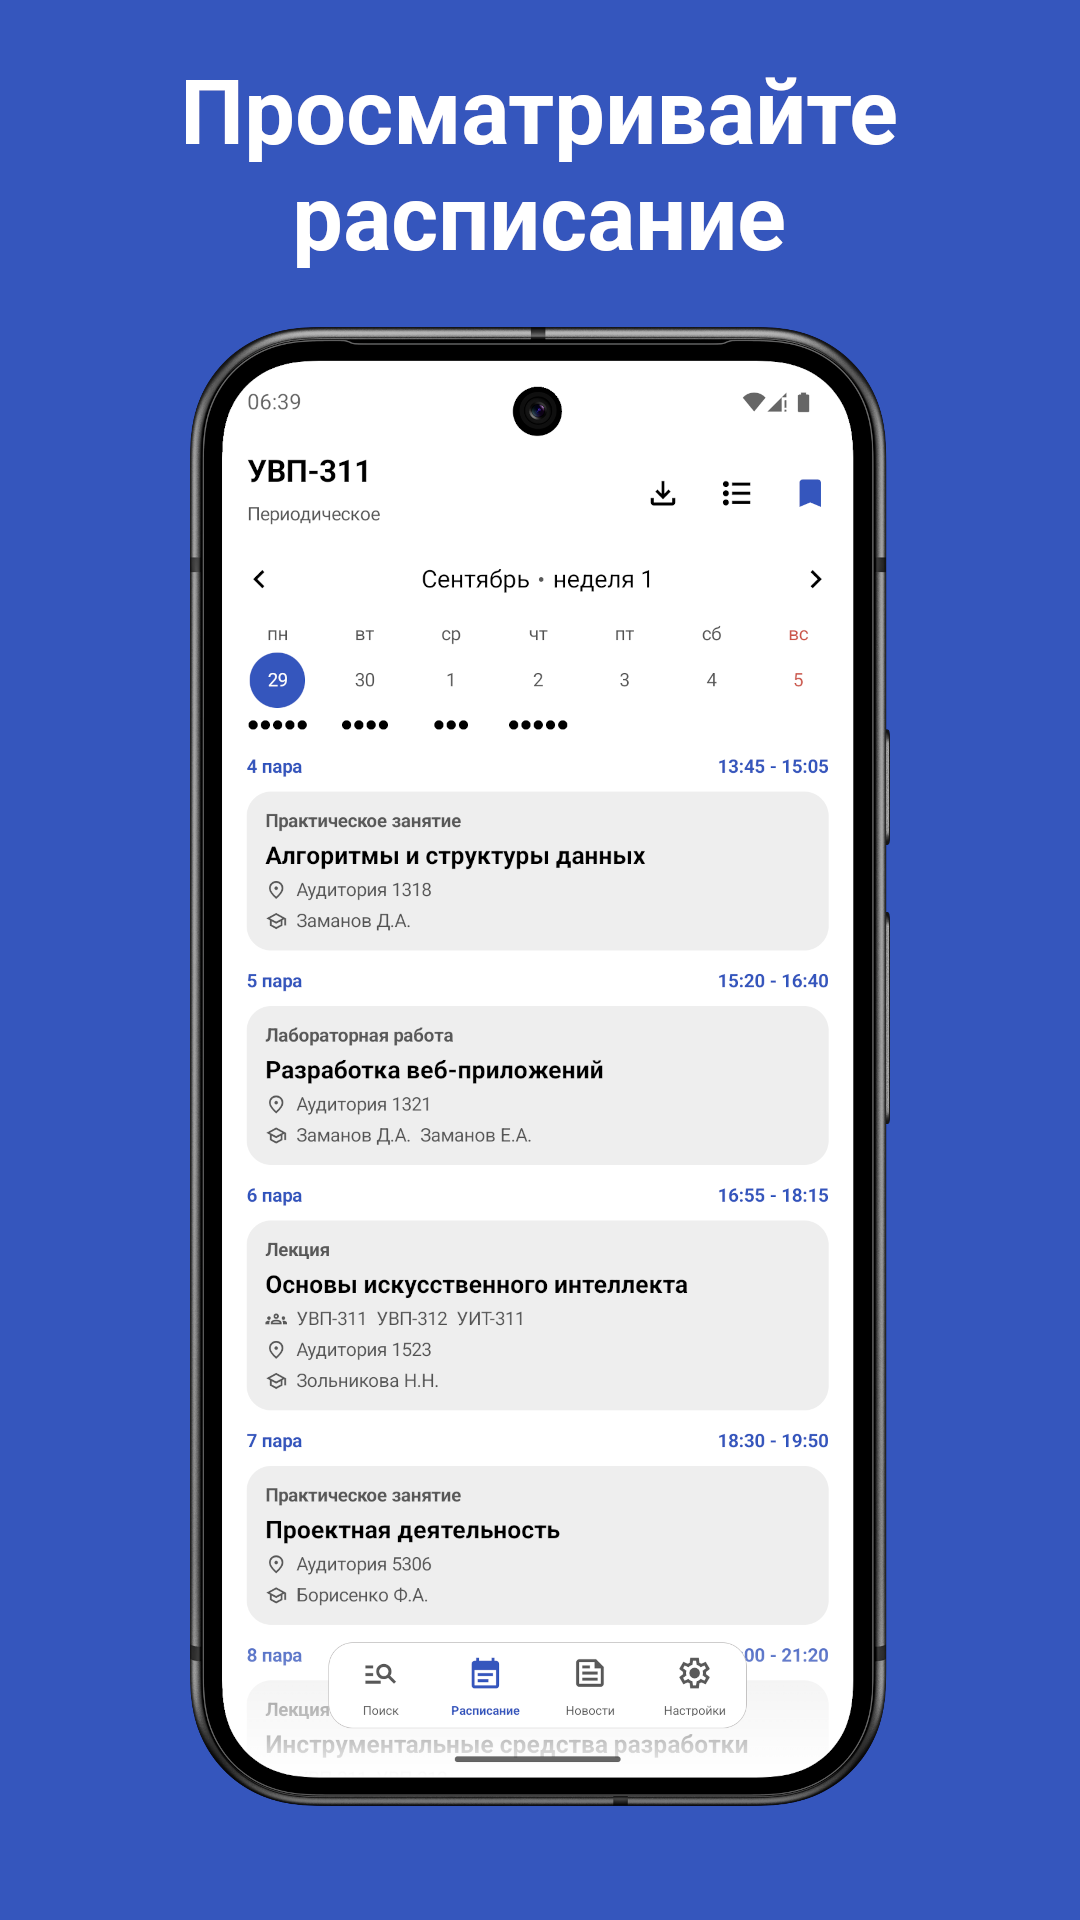 Просматривайте
расписание
06:39
УВП-311
Периодическое
Сентябрь • неделя 1
пн вт ср чт пт сб вс
29 30 1 2 3 4 5
4 пара 13:45 - 15:05
Практическое занятие
Алгоритмы и структуры данных
Аудитория 1318
Заманов Д.А.
5 пара 15:20 - 16:40
Лабораторная работа
Разработка веб-приложений
Аудитория 1321
Заманов Д.А. Заманов Е.А.
6 пара 16:55 - 18:15
Лекция
Основы искусственного интеллекта
УВП-311 УВП-312 УИТ-311
Аудитория 1523
Зольникова Н.Н.
7 пара 18:30 - 19:50
Практическое занятие
Проектная деятельность
Аудитория 5306
Борисенко Ф.А.
8 пара :00 - 21:20
Лекция
Поиск Расписание Новости Настройки
Инструментальные средства разработки